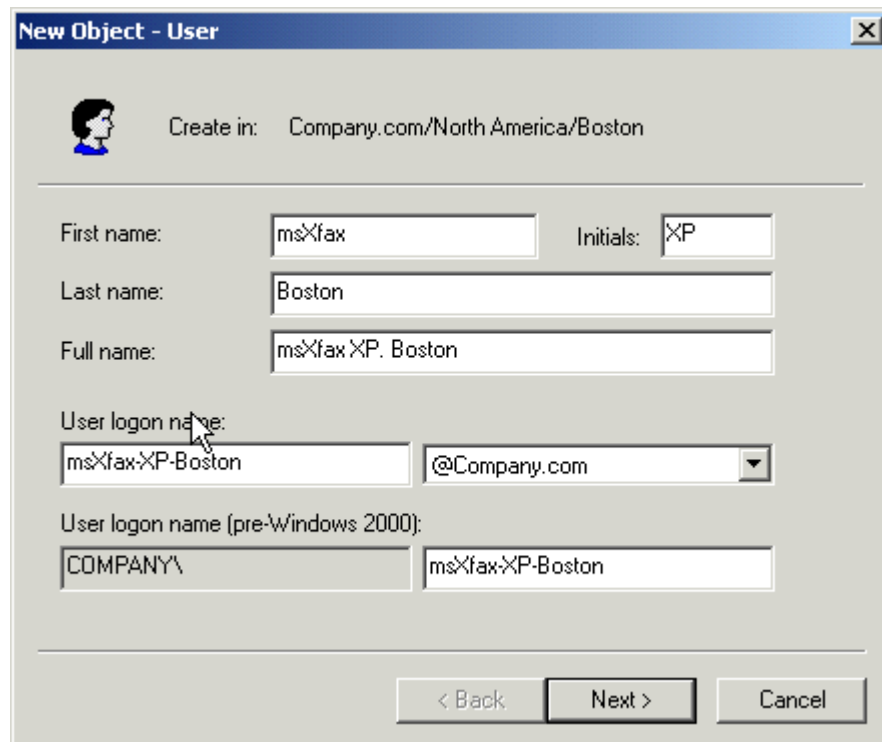 New Object - User
Create in: Company.com/North America/Boston
First name: msXfax Initials: XP
Last name: Boston
Full name: msXfax XP. Boston
User logon name:
msXfax-XP-Boston @Company.com
User logon name (pre-Windows 2000):
COMPANY\ msXfax-XP-Boston
< Back Next > Cancel